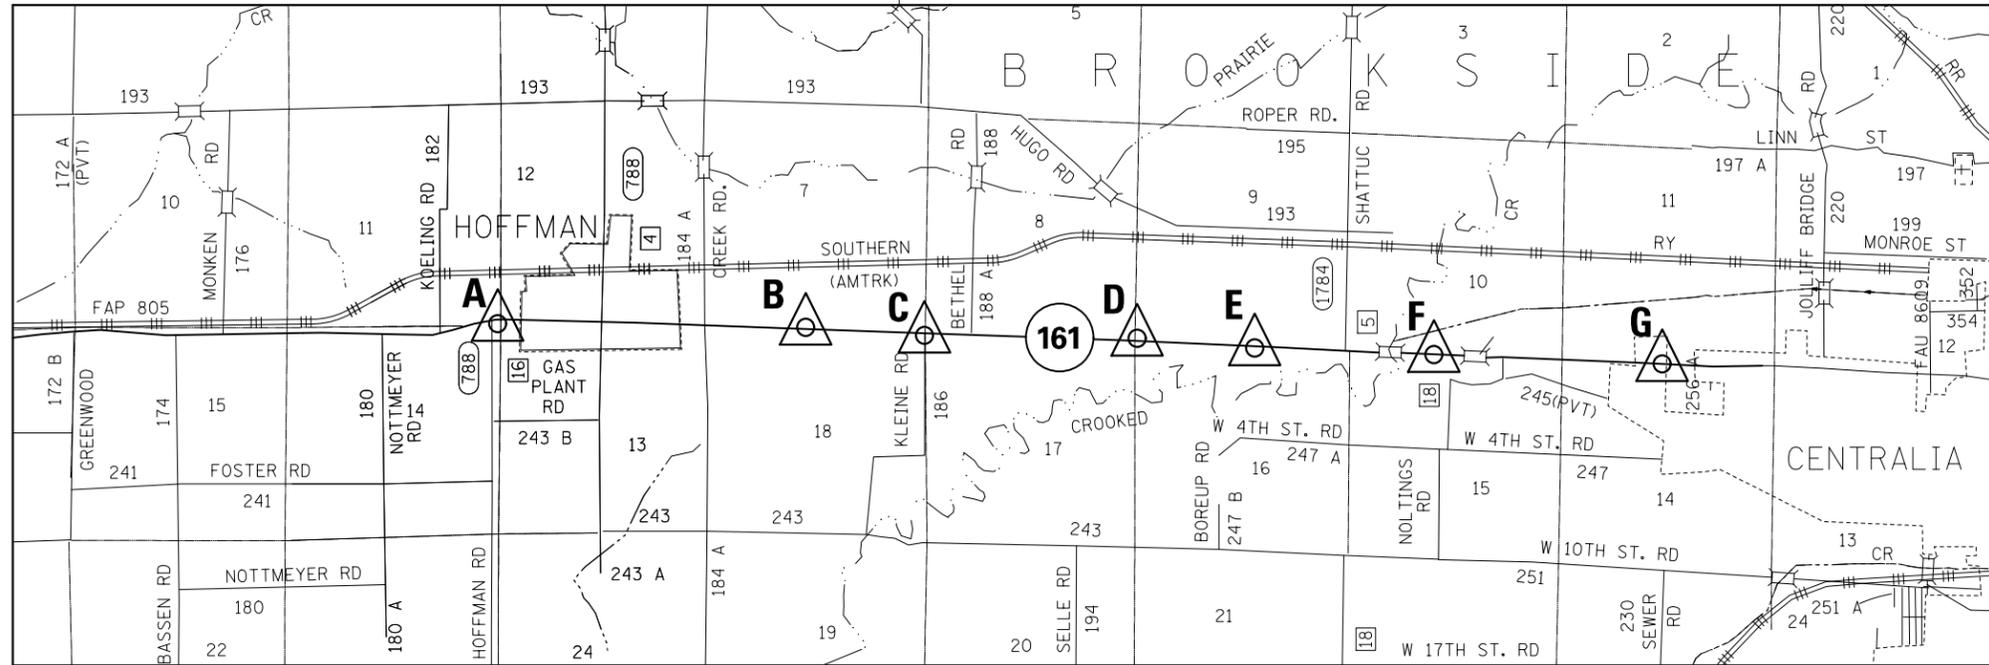 CR
5
3
2
220
1
RR
B R O O K S I D E
PRAIRIE
193
193
193
ROPER RD.
RD
RD
LINN ST
172 A
(PVT)
RD
182
12
788
7
RD
188
HUGO RD
195
197 A
197
10
11
MONKEN
176
KOELING RD
HOFFMAN
4
184 A
CREEK RD.
8
9
193
SHATTUC
CR
11
JOLLIFF BRIDGE
220
199
MONROE ST
SOUTHERN
(AMTRK)
RY
FAP 805
BETHEL
188 A
1784
10
FAU 8609
352
354
A
B
C
161
D
E
5
F
G
12
172 B
GREENWOOD
174
15
180
NOTTMEYER
RD
14
788
16
GAS
PLANT
RD
KLEINE RD
186
18
245(PVT)
256 A
243 B
13
18
17
CROOKED
W 4TH ST. RD
247 A
W 4TH ST. RD
247
CENTRALIA
241
FOSTER RD
241
243
243
243
BOREUP RD
247 B
16
NOLTINGS
RD
15
14
BASSEN RD
NOTTMEYER RD
180
180 A
HOFFMAN RD
243 A
184 A
SELLE RD
194
W 10TH ST. RD
251
13
CR
22
24
19
20
21
18
W 17TH ST. RD
230
SEWER
RD
24
251 A